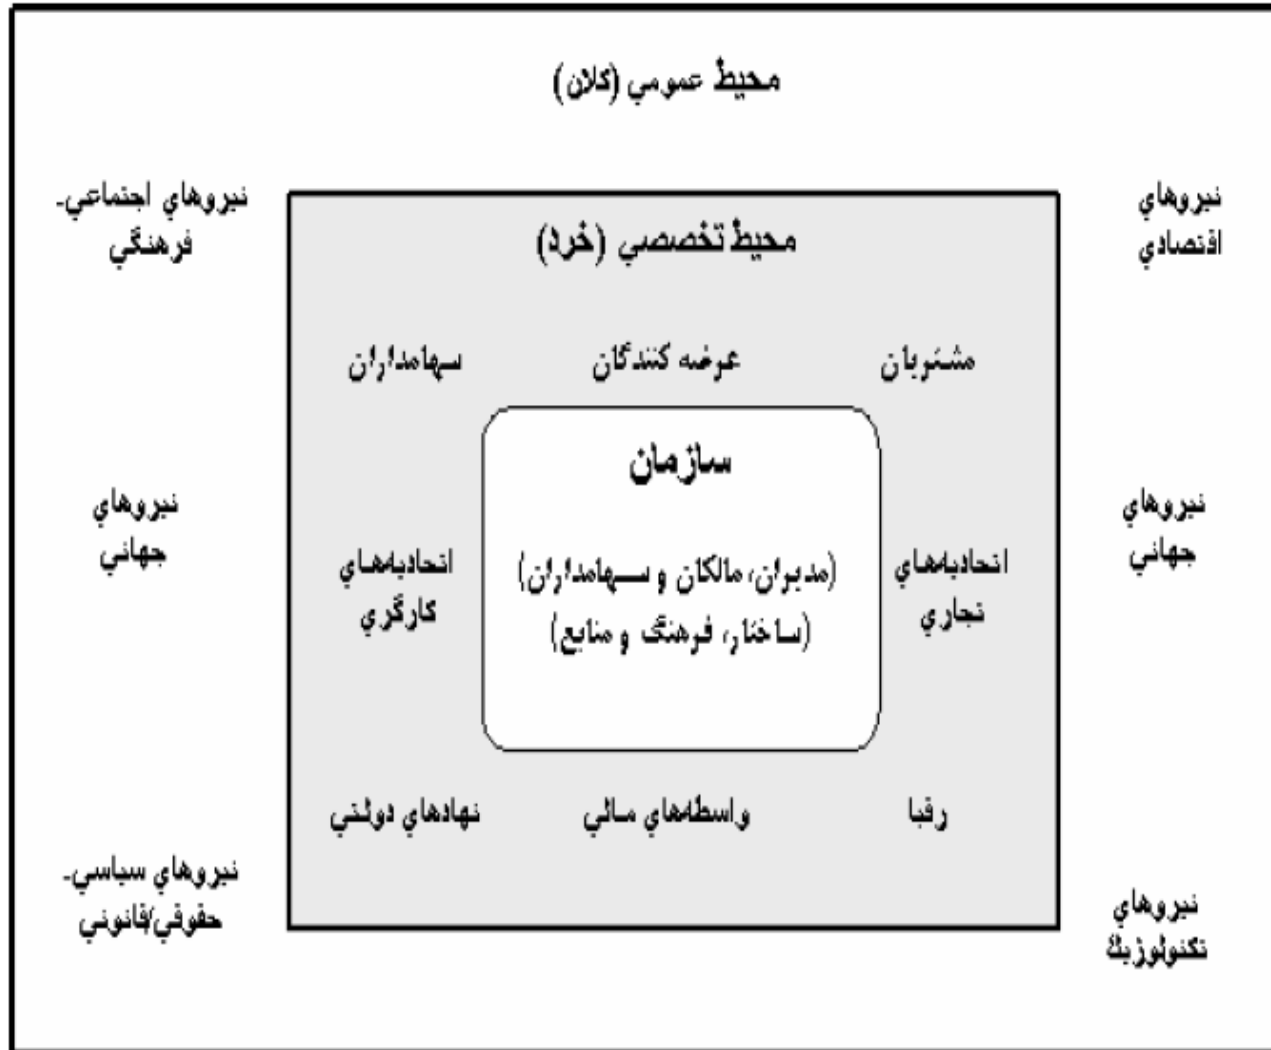 محيط عمومي (كلان)
نيروهاي
اقتصادي
نيروهاي اجتماعي-
فرهنگي
محيط تخصصي (خرد)
مشتريان
عرضه كنندگان
سهامداران
سازمان
(مديران، مالكان و سهامداران)
(ساختار، فرهنگ و منابع)
نيروهاي
جهاني
اتحاديه‌هاي
تجاري
اتحاديه‌هاي
كارگري
نيروهاي
جهاني
رقبا
واسطه‌هاي مالي
نهادهاي دولتي
نيروهاي
تكنولوژيك
نيروهاي سياسي-
حقوقي/قانوني